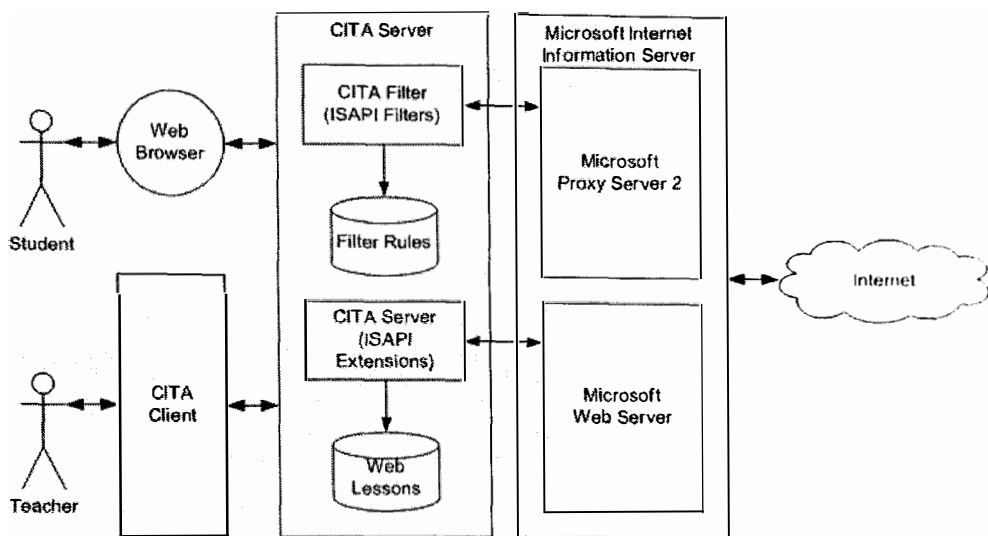 CITA Server
Microsoft Internet
Information Server
CITA Filter
(ISAPI Filters)
Web
Browser
Microsoft
Proxy Server 2
Student
Filter Rules
Internet
CITA Server
(ISAPI
Extensions)
CITA
Client
Microsoft
Web Server
Web
Lessons
Teacher